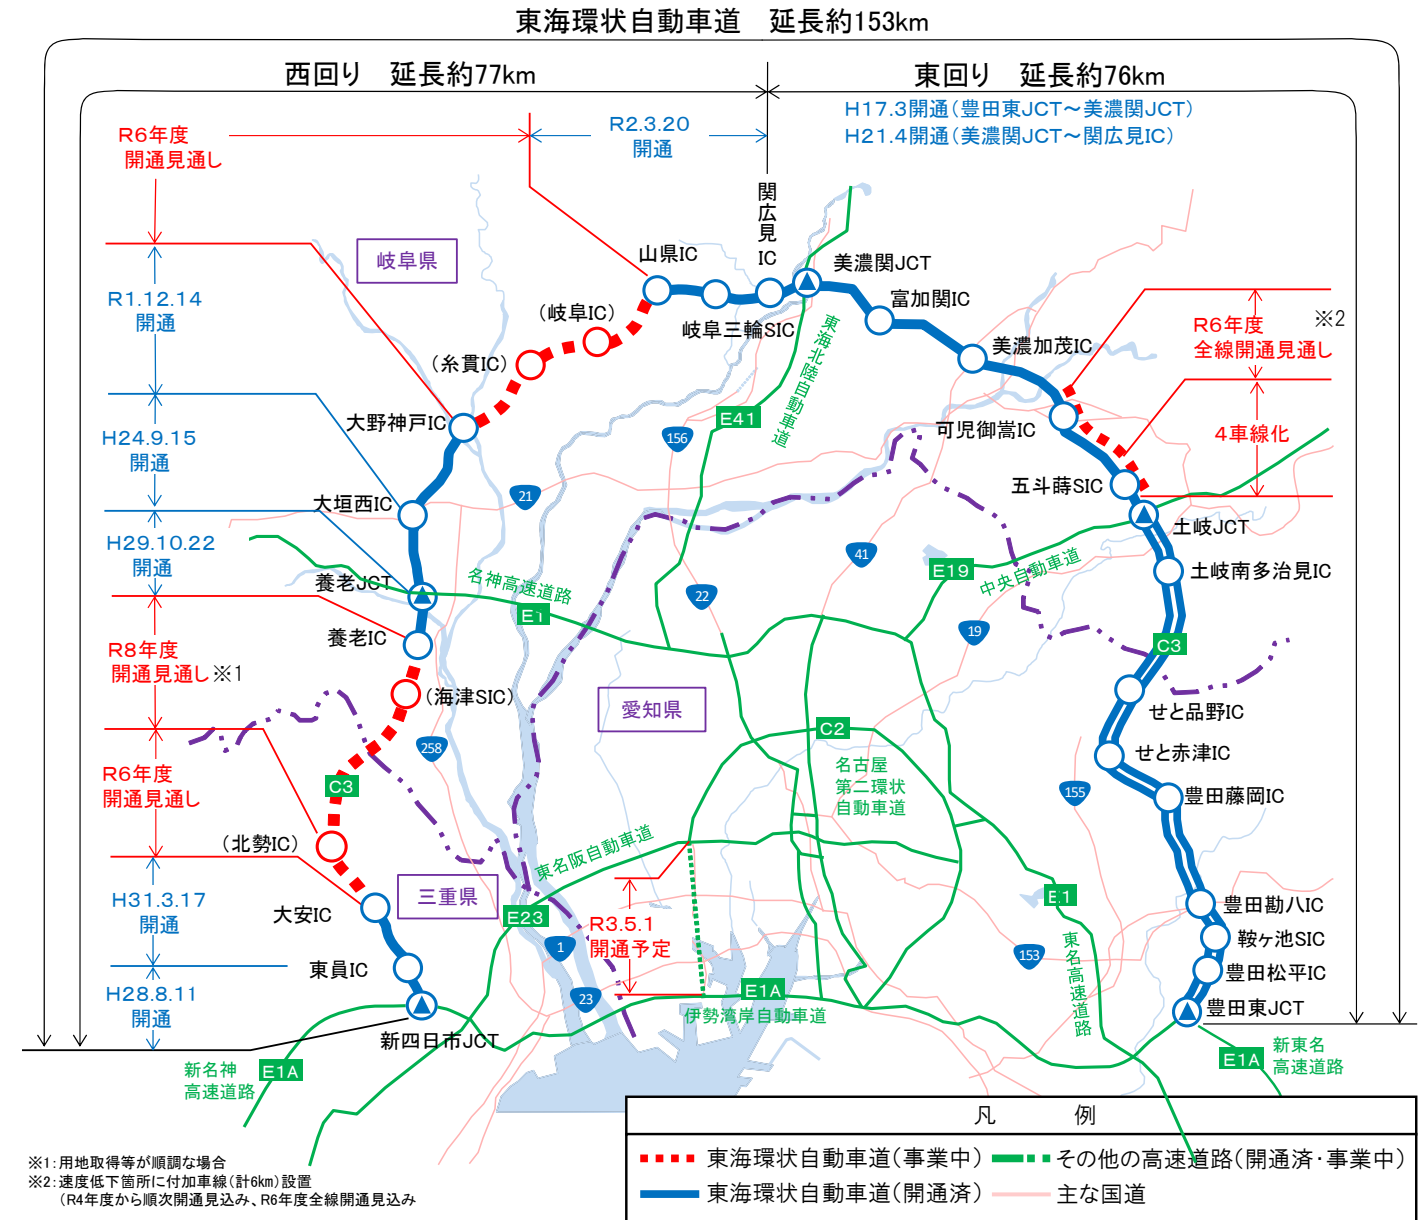 東海環状自動車道　延長約153km
西回り　延長約77km
東回り　延長約76km
H17.3開通(豊田東JCT～美濃関JCT)
H21.4開通(美濃関JCT～関広見IC)
R6年度
開通見通し
R2.3.20
開通
関広見IC
岐阜県
山県IC
美濃関JCT
岐阜三輪SIC
富加関IC
(岐阜IC)
(糸貫IC)
美濃加茂IC
R6年度
全線開通見通し
※2
R1.12.14
開通
東海北陸自動車道
大野神戸IC
E41
156
可児御嵩IC
4車線化
H24.9.15
開通
五斗蒔SIC
大垣西IC
21
土岐JCT
H29.10.22
開通
養老JCT
名神高速道路
E1
22
41
E19
中央自動車道
土岐南多治見IC
養老IC
19
C3
R8年度
開通見通し※1
(海津SIC)
愛知県
せと品野IC
258
C2
せと赤津IC
R6年度
開通見通し
C3
名古屋
第二環状
自動車道
155
豊田藤岡IC
(北勢IC)
東名阪自動車道
三重県
H31.3.17
開通
大安IC
E23
R3.5.1
開通予定
E1
豊田勘八IC
鞍ヶ池SIC
1
153
東名高速道路
東員IC
豊田松平IC
H28.8.11
開通
23
E1A
伊勢湾岸自動車道
豊田東JCT
新四日市JCT
新名神
高速道路
E1A
E1A
新東名
高速道路
凡　例
東海環状自動車道(事業中)
その他の高速道路(開通済・事業中)
東海環状自動車道(開通済)
主な国道
※1:用地取得等が順調な場合
※2:速度低下箇所に付加車線(計6km)設置
(R4年度から順次開通見込み、R6年度全線開通見込み